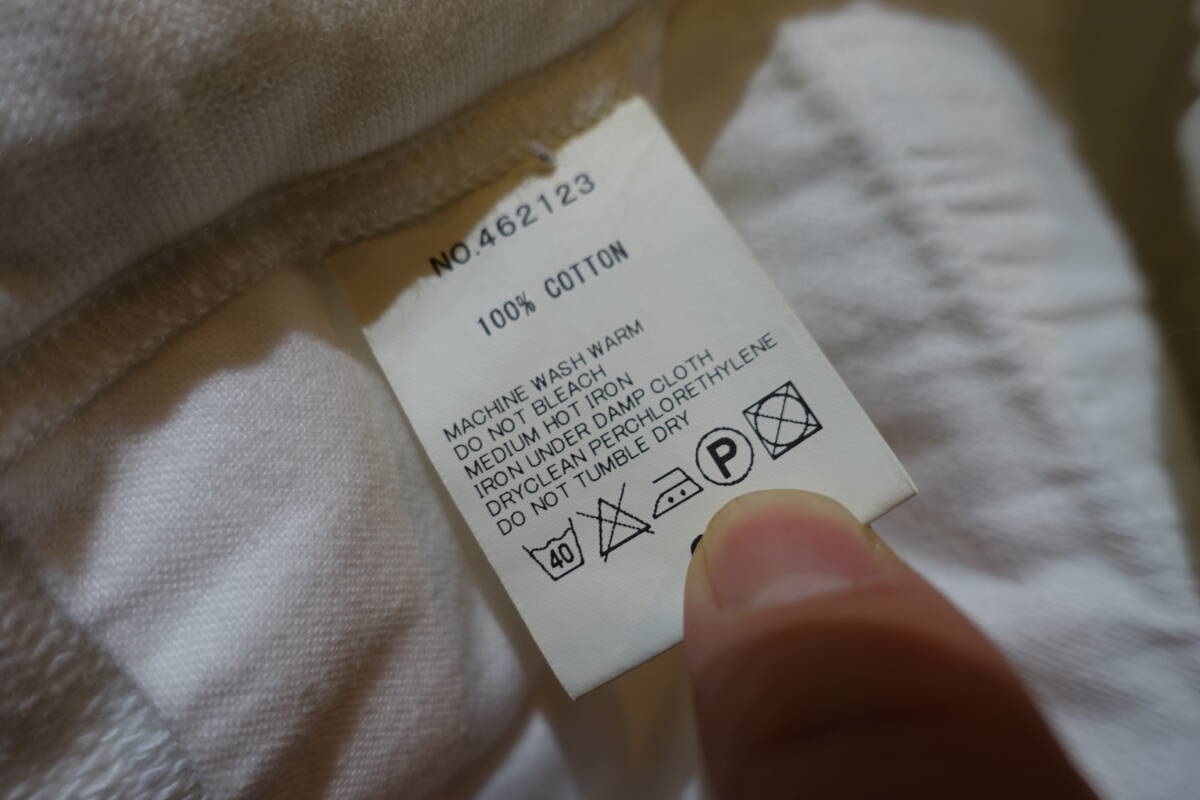 NO.462123
100% COTTON
MACHINE WASH WARM
DO NOT BLEACH
MEDIUM HOT IRON
IRON UNDER DAMP CLOTH
DRYCLEAN PERCHLORETHYLENE
DO NOT TUMBLE DRY
40 P